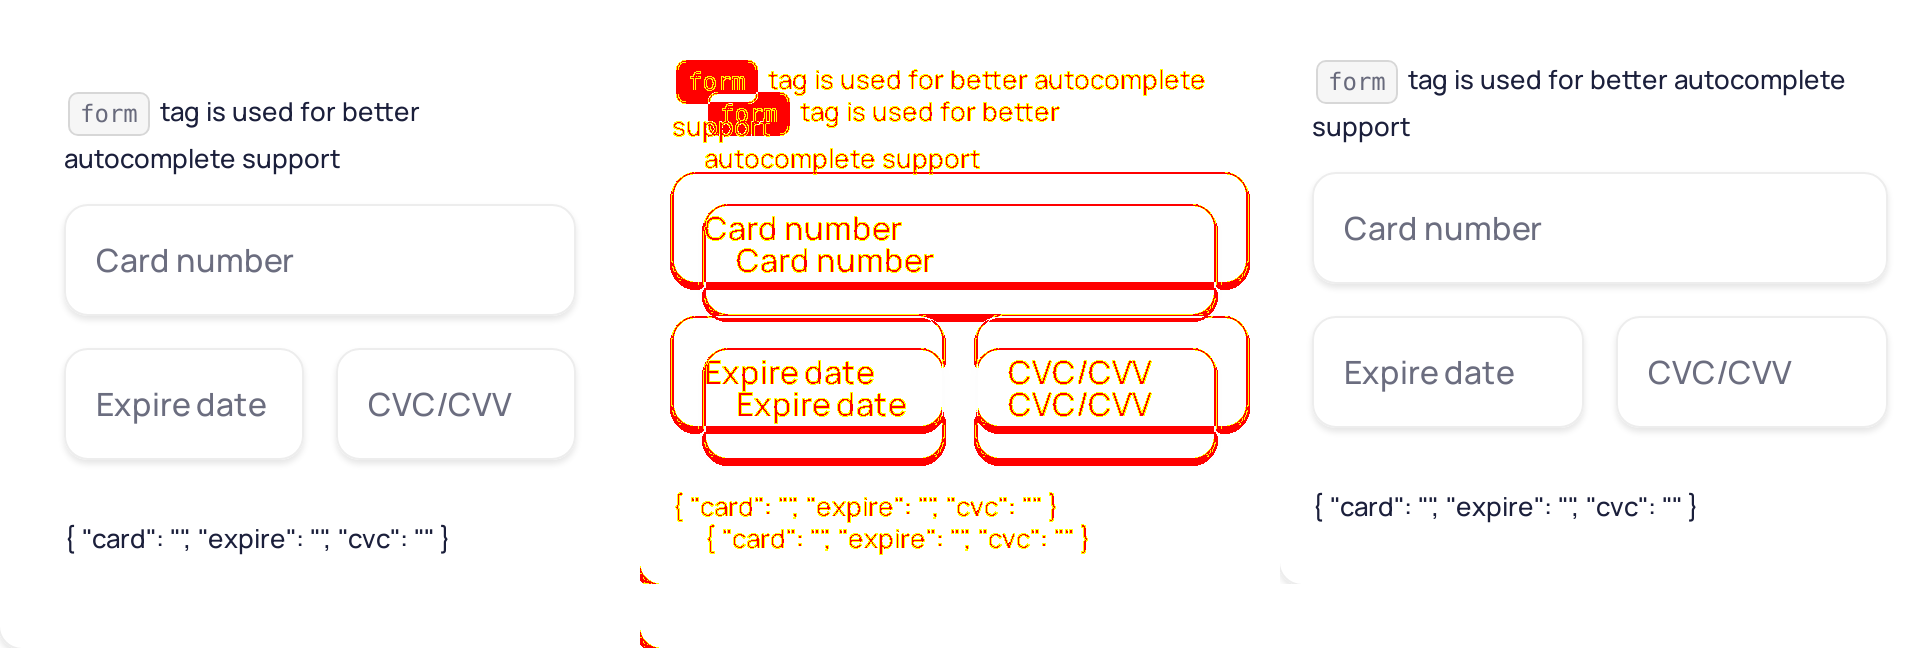 form tag is used for better
autocomplete support
Card number
Expire date CVC/CVV
{ "card": "", "expire": "", "cvc": "" }
form tag is used for better autocomplete
form tag is used for better
support
autocomplete support
Card number
Card number
Expire date CVC/CVV
Expire date CVC/CVV
{ "card": "", "expire": "", "cvc": "" }
{ "card": "", "expire": "", "cvc": "" }
form tag is used for better autocomplete
support
Card number
Expire date CVC/CVV
{ "card": "", "expire": "", "cvc": "" }